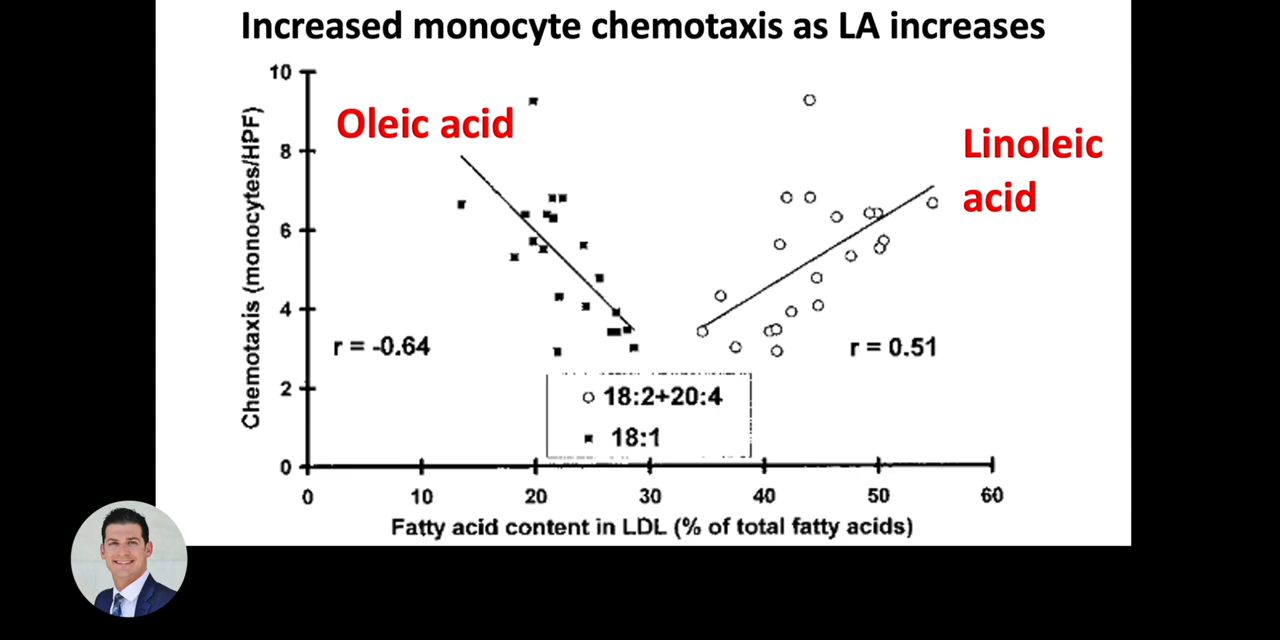 Increased monocyte chemotaxis as LA increases
10
8
6
4
2
0
Chemotaxis (monocytes/HPF)
Oleic acid
Linoleic
acid
r = -0.64
r = 0.51
18:2+20:4
18:1
0 10 20 30 40 50 60
Fatty acid content in LDL (% of total fatty acids)